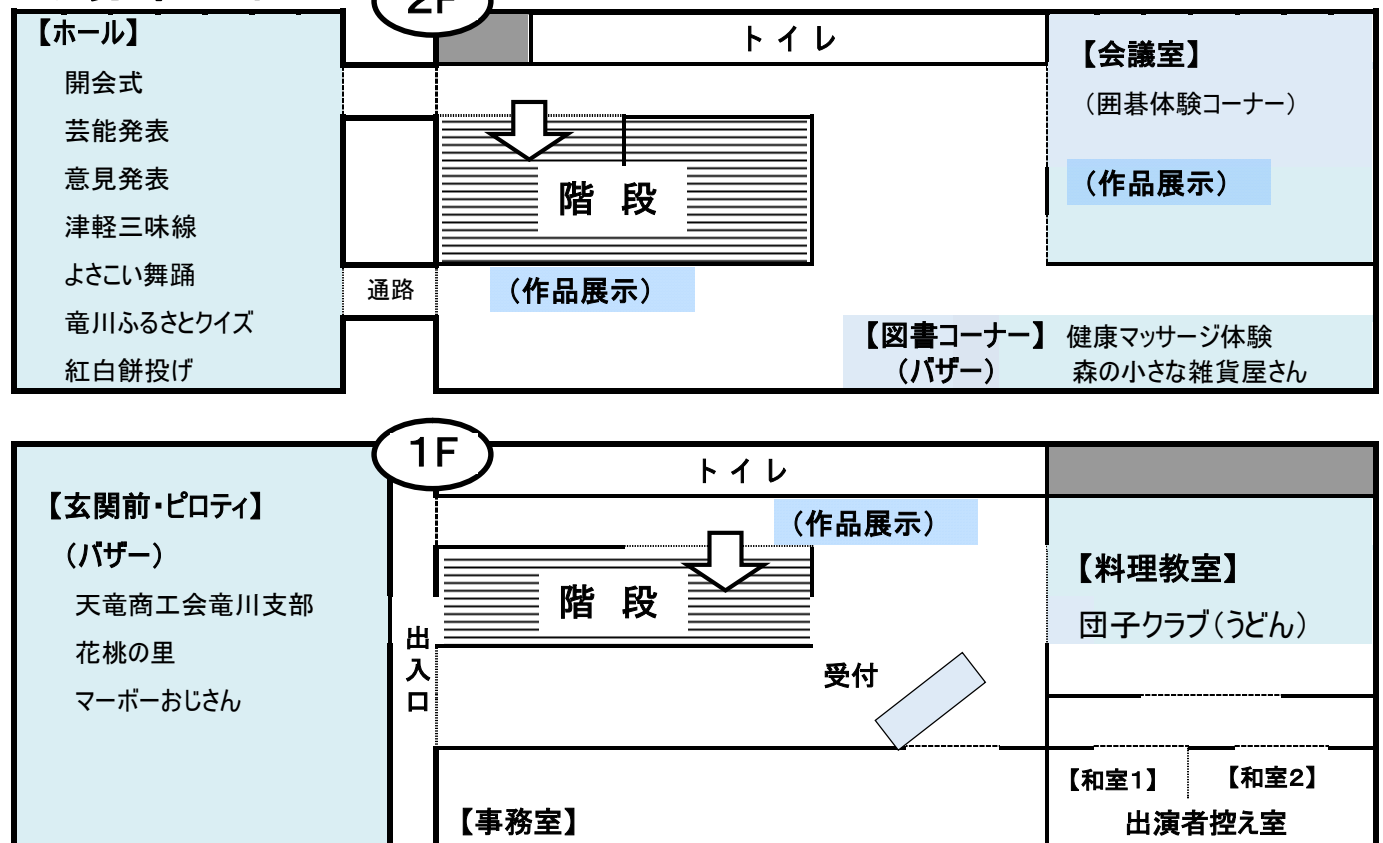 2F
【ホール】
開会式
芸能発表
意見発表
津軽三味線
よさこい舞踊
竜川ふるさとクイズ
紅白餅投げ
トイレ
階 段
通路
（作品展示）
【会議室】
（囲碁体験コーナー）
（作品展示）
【図書コーナー】 健康マッサージ体験
（バザー） 森の小さな雑貨屋さん
1F
【玄関前・ピロティ】
（バザー）
天竜商工会竜川支部
花桃の里
マーボーおじさん
出入口
トイレ
（作品展示）
階 段
受付
【料理教室】
団子クラブ（うどん）
【事務室】
【和室1】 【和室2】
出演者控え室